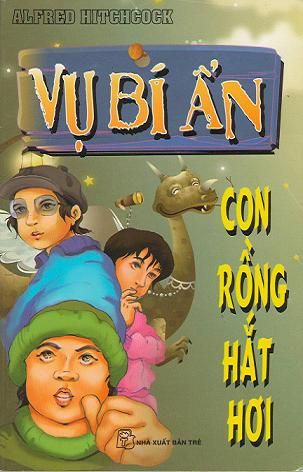 ALFRED HITCHCOCK
VỤ BÍ ẨN
CON
RỒNG
HẮT
HƠI
NHÀ XUẤT BẢN TRẺ